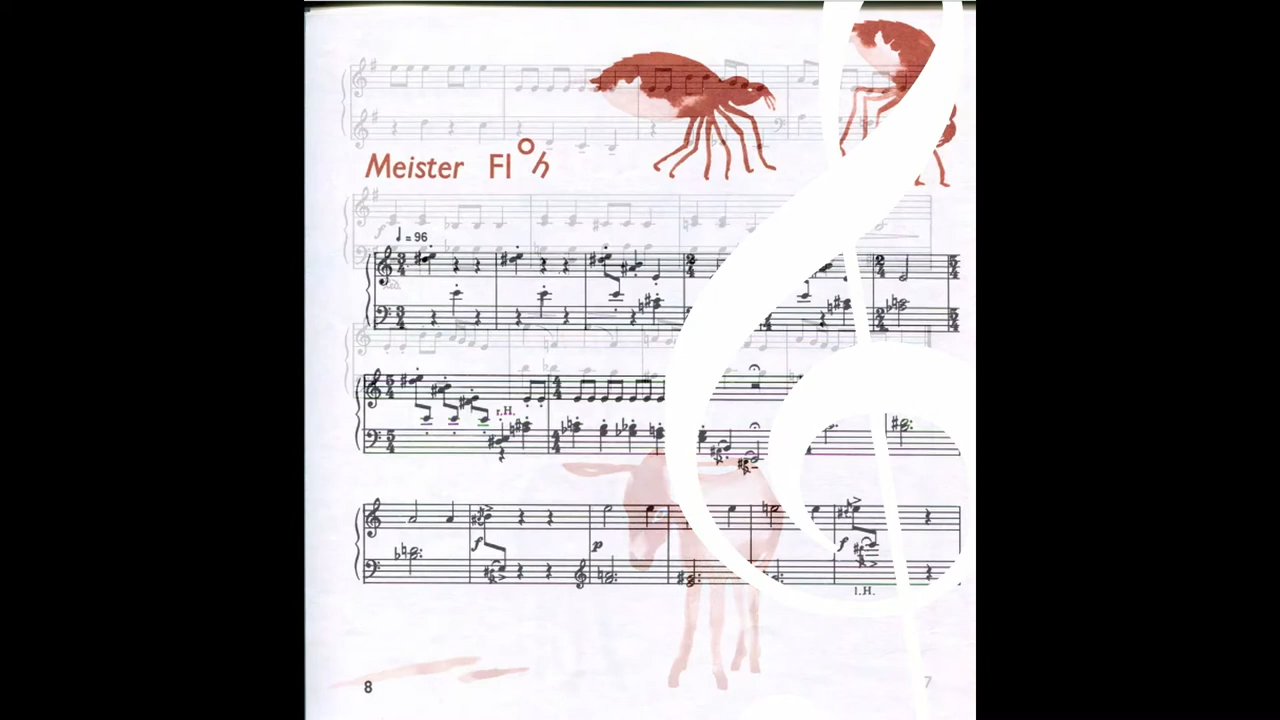 Meister Floh
♩ = 96
r.H.
f
p
f
l.H.
8
7